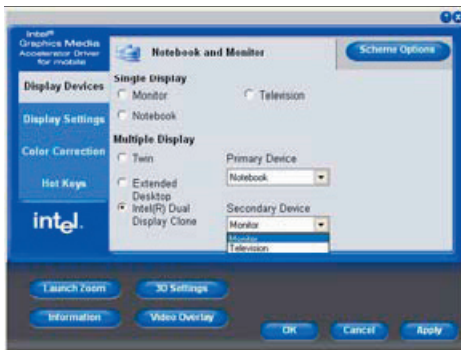 Intel®
Graphics Media
Accelerator Driver
for mobile
Notebook and Monitor
Scheme Options
Display Devices
Display Settings
Color Correction
Hot Keys
intel.
Single Display
Monitor
Television
Notebook
Multiple Display
Twin
Primary Device
Notebook
Extended
Desktop
Intel(R) Dual
Display Clone
Secondary Device
Monitor
Monitor
Television
Launch Zoom
3D Settings
Information
Video Overlay
OK
Cancel
Apply